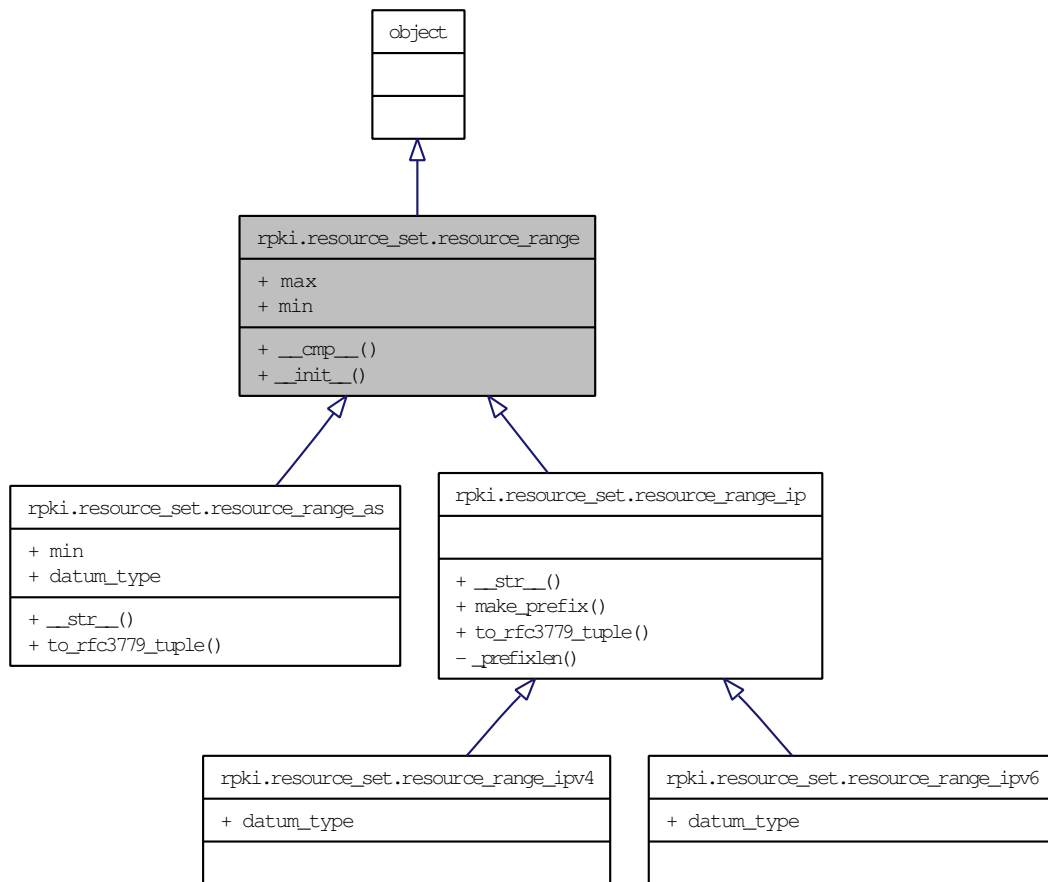 object
rpki.resource_set.resource_range
+ max
+ min
+ __cmp__()
+ __init__()
rpki.resource_set.resource_range_as
+ min
+ datum_type
+ __str__()
+ to_rfc3779_tuple()
rpki.resource_set.resource_range_ip
+ __str__()
+ make_prefix()
+ to_rfc3779_tuple()
- _prefixlen()
rpki.resource_set.resource_range_ipv4
+ datum_type
rpki.resource_set.resource_range_ipv6
+ datum_type